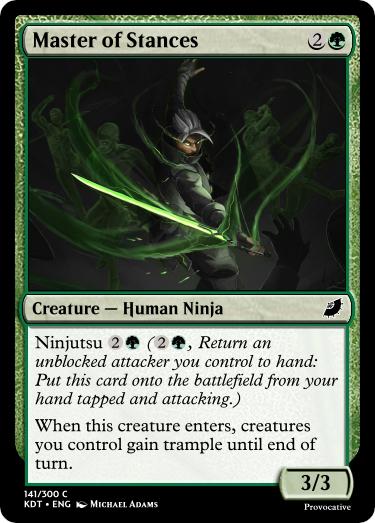 Master of Stances 2
Creature — Human Ninja
Ninjutsu 2 (2, Return an
unblocked attacker you control to hand:
Put this card onto the battlefield from your
hand tapped and attacking.)
When this creature enters, creatures
you control gain trample until end of
turn.
3/3
141/300 C
KDT • ENG Michael Adams
Provocative